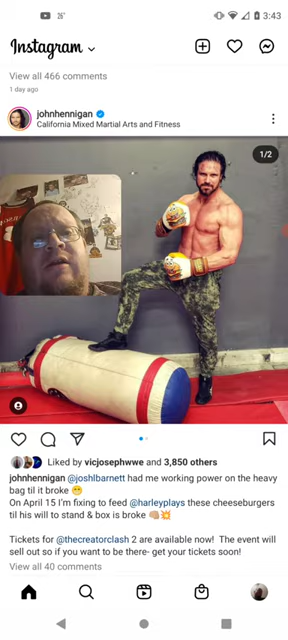 26°
3:43
Instagram
View all 466 comments
1 day ago
johnhennigan
California Mixed Martial Arts and Fitness
1/2
Liked by vicjosephwwe and 3,850 others
johnhennigan @joshlbarnett had me working power on the heavy
bag til it broke 😁
On April 15 I'm fixing to feed @harleyplays these cheeseburgers
til his will to stand & box is broke 👊🏼💥
Tickets for @thecreatorclash 2 are available now! The event will
sell out so if you want to be there- get your tickets soon!
View all 40 comments